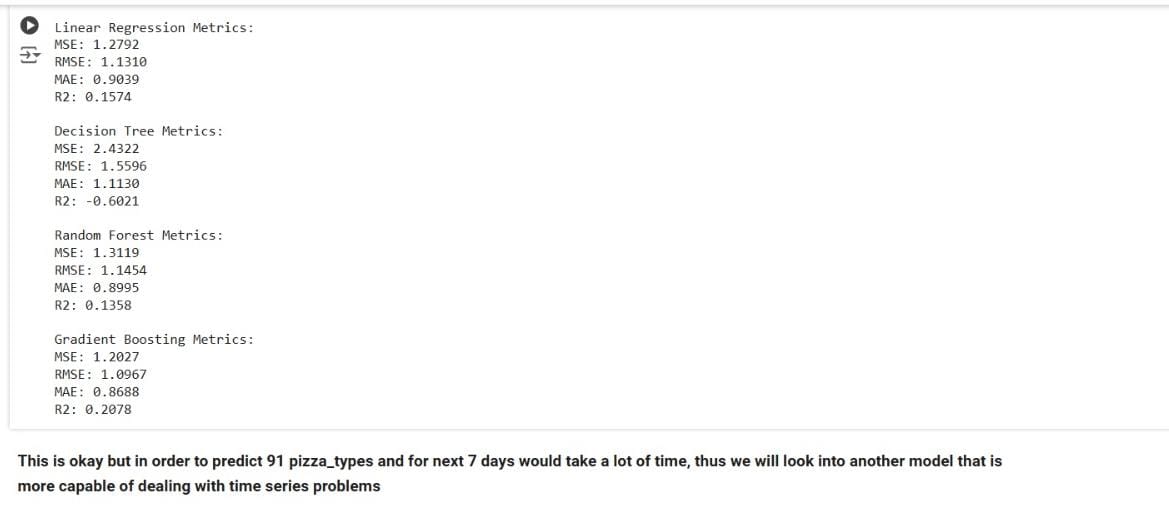 Linear Regression Metrics:
MSE: 1.2792
RMSE: 1.1310
MAE: 0.9039
R2: 0.1574
Decision Tree Metrics:
MSE: 2.4322
RMSE: 1.5596
MAE: 1.1130
R2: -0.6021
Random Forest Metrics:
MSE: 1.3119
RMSE: 1.1454
MAE: 0.8995
R2: 0.1358
Gradient Boosting Metrics:
MSE: 1.2027
RMSE: 1.0967
MAE: 0.8688
R2: 0.2078
This is okay but in order to predict 91 pizza_types and for next 7 days would take a lot of time, thus we will look into another model that is
more capable of dealing with time series problems